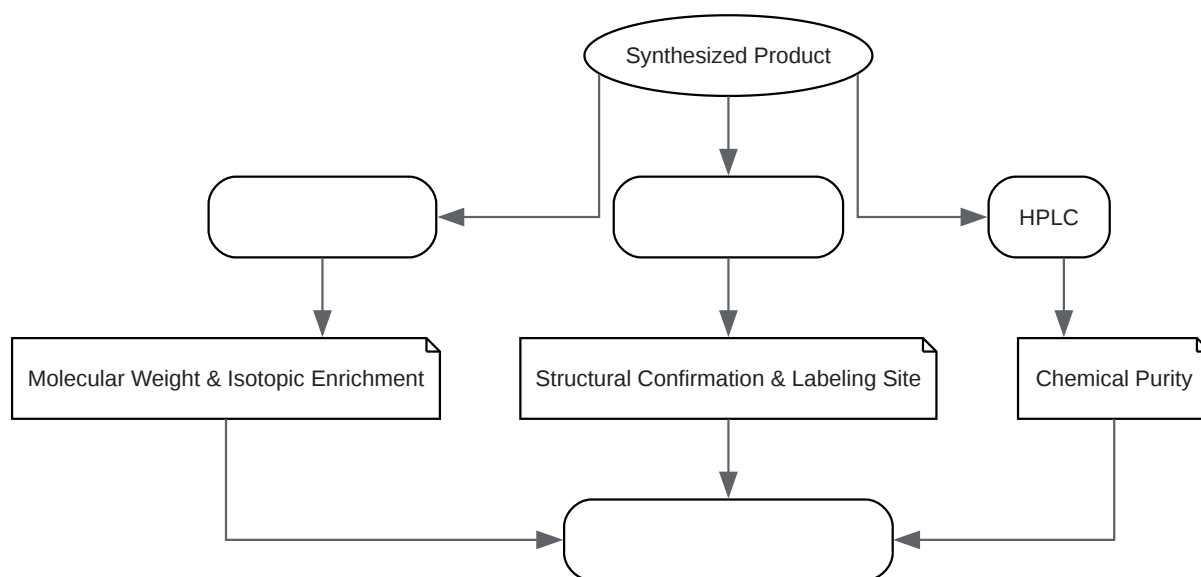 Synthesized Product
HPLC
Molecular Weight & Isotopic Enrichment
Structural Confirmation & Labeling Site
Chemical Purity